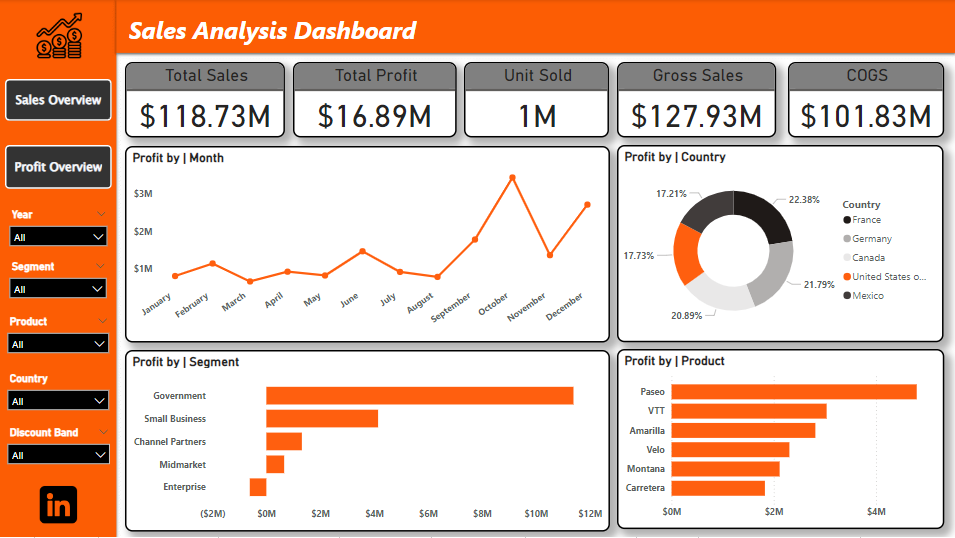 Sales Analysis Dashboard
Sales Overview
Profit Overview
Year
All
Segment
All
Product
All
Country
All
Discount Band
All
in
Total Sales
$118.73M
Total Profit
$16.89M
Unit Sold
1M
Gross Sales
$127.93M
COGS
$101.83M
Profit by | Month
$3M
$2M
$1M
January
February
March
April
May
June
July
August
September
October
November
December
Profit by | Country
17.21%
22.38%
17.73%
21.79%
20.89%
Country
France
Germany
Canada
United States o...
Mexico
Profit by | Segment
Government
Small Business
Channel Partners
Midmarket
Enterprise
($2M) $0M $2M $4M $6M $8M $10M $12M
Profit by | Product
Paseo
VTT
Amarilla
Velo
Montana
Carretera
$0M $2M $4M